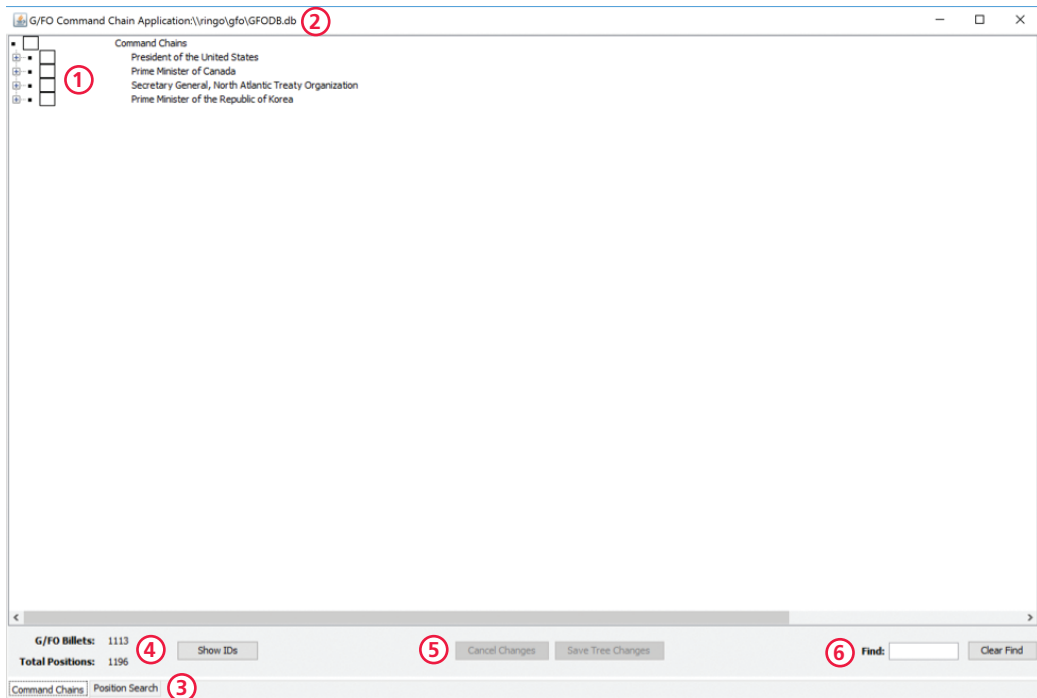 G/FO Command Chain Application:\\ringo\gfo\GFODB.db 2
Command Chains
President of the United States
1 Prime Minister of Canada
Secretary General, North Atlantic Treaty Organization
Prime Minister of the Republic of Korea
G/FO Billets: 1113
4 Show IDs 5 Cancel Changes Save Tree Changes 6 Find: Clear Find
Total Positions: 1196
Command Chains Position Search 3